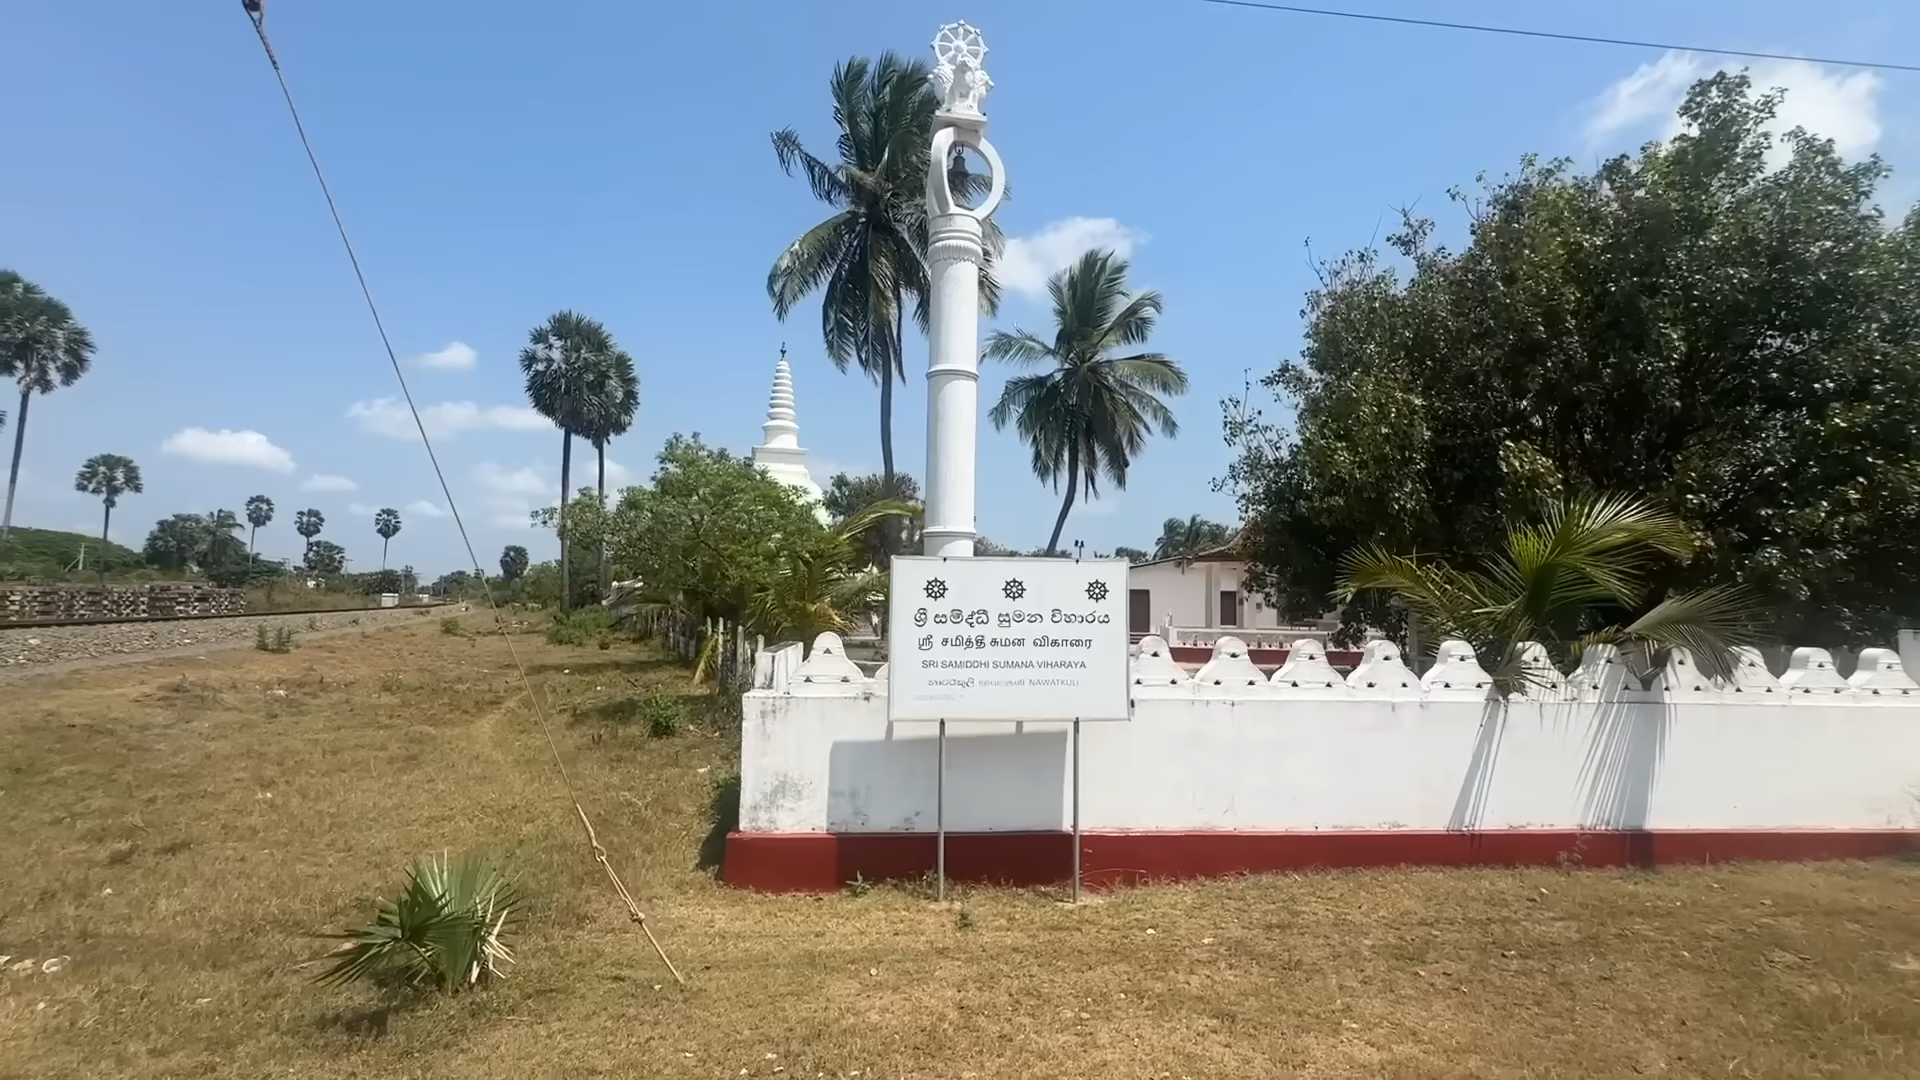 ශ්‍රී සමිද්ධි සුමන විහාරය
ஸ்ரீ சமித்தி சுமன விகாரை
SRI SAMIDDHI SUMANA VIHARAYA
NAWATKULI